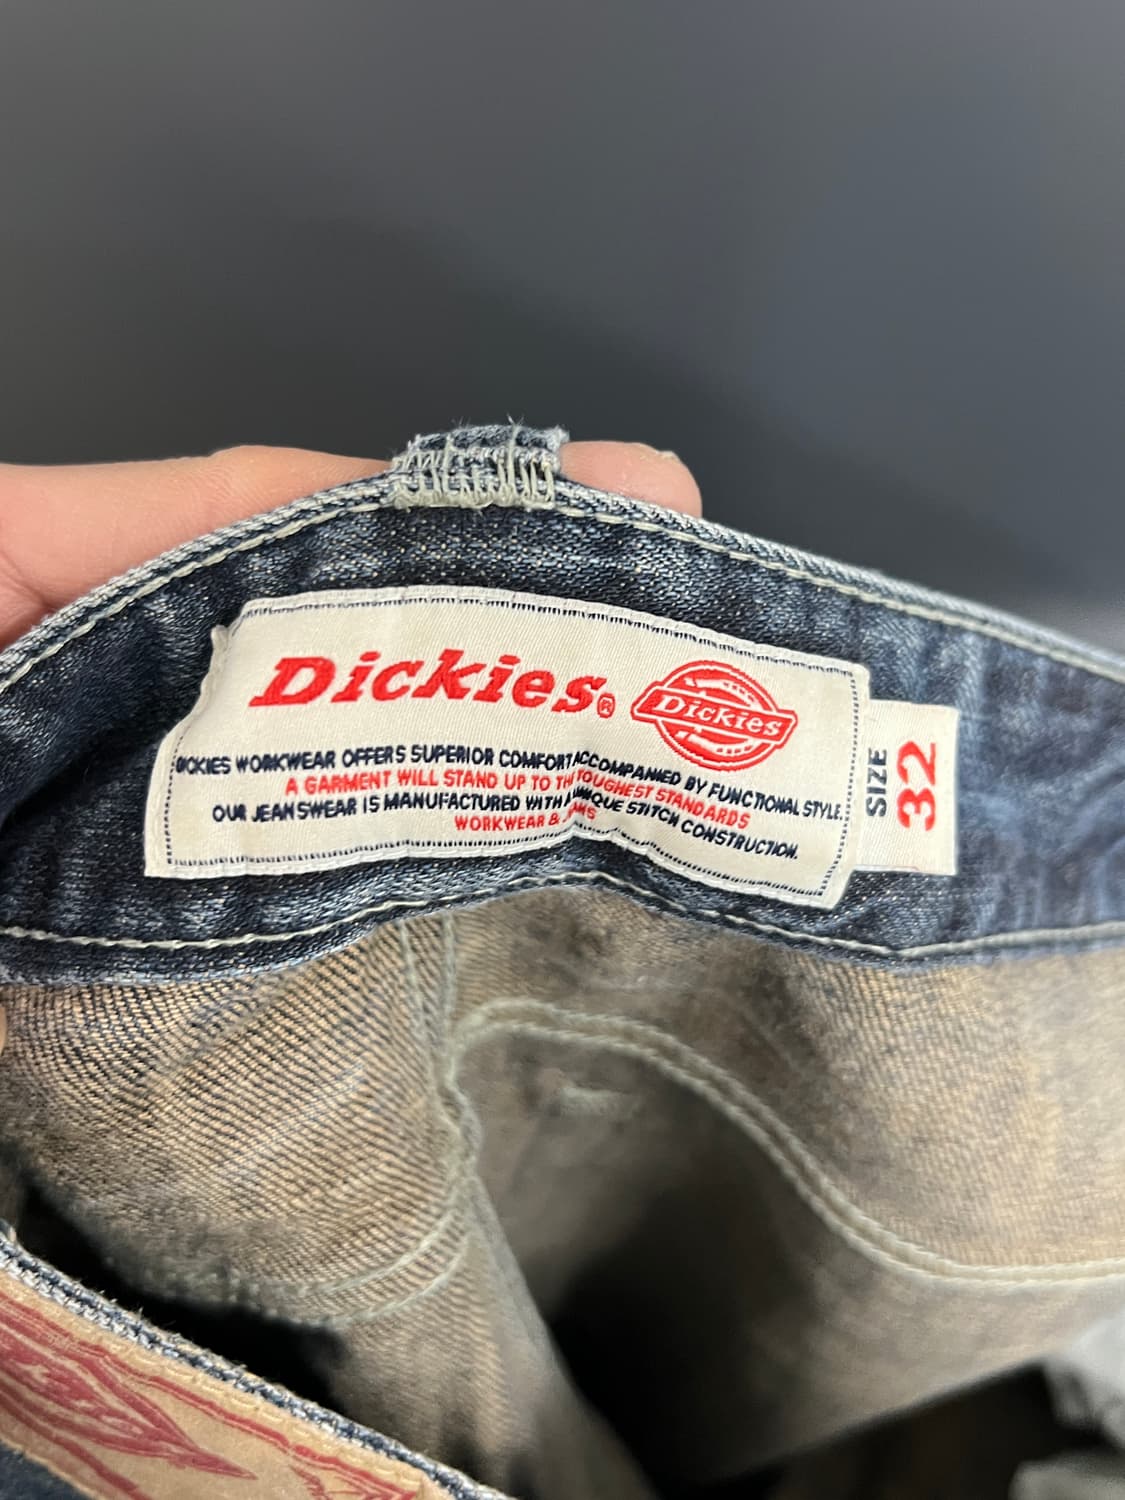 Dickies®
Dickies
DICKIES WORKWEAR OFFERS SUPERIOR COMFORT ACCOMPANIED BY FUNCTIONAL STYLE.
A GARMENT WILL STAND UP TO THE TOUGHEST STANDARDS
OUR JEANSWEAR IS MANUFACTURED WITH A UNIQUE STITCH CONSTRUCTION.
WORKWEAR & JEANS
SIZE
32